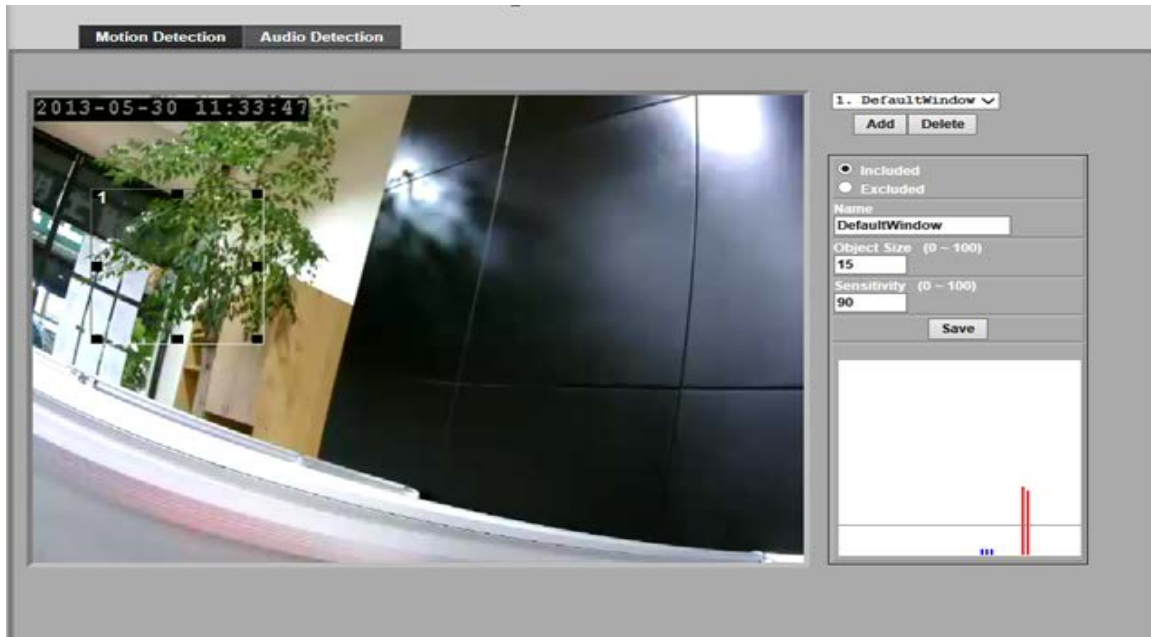 Motion Detection Audio Detection
2013-05-30 11:33:47
1
1. DefaultWindow
Add Delete
Included
Excluded
Name
DefaultWindow
Object Size (0 ~ 100)
15
Sensitivity (0 ~ 100)
90
Save